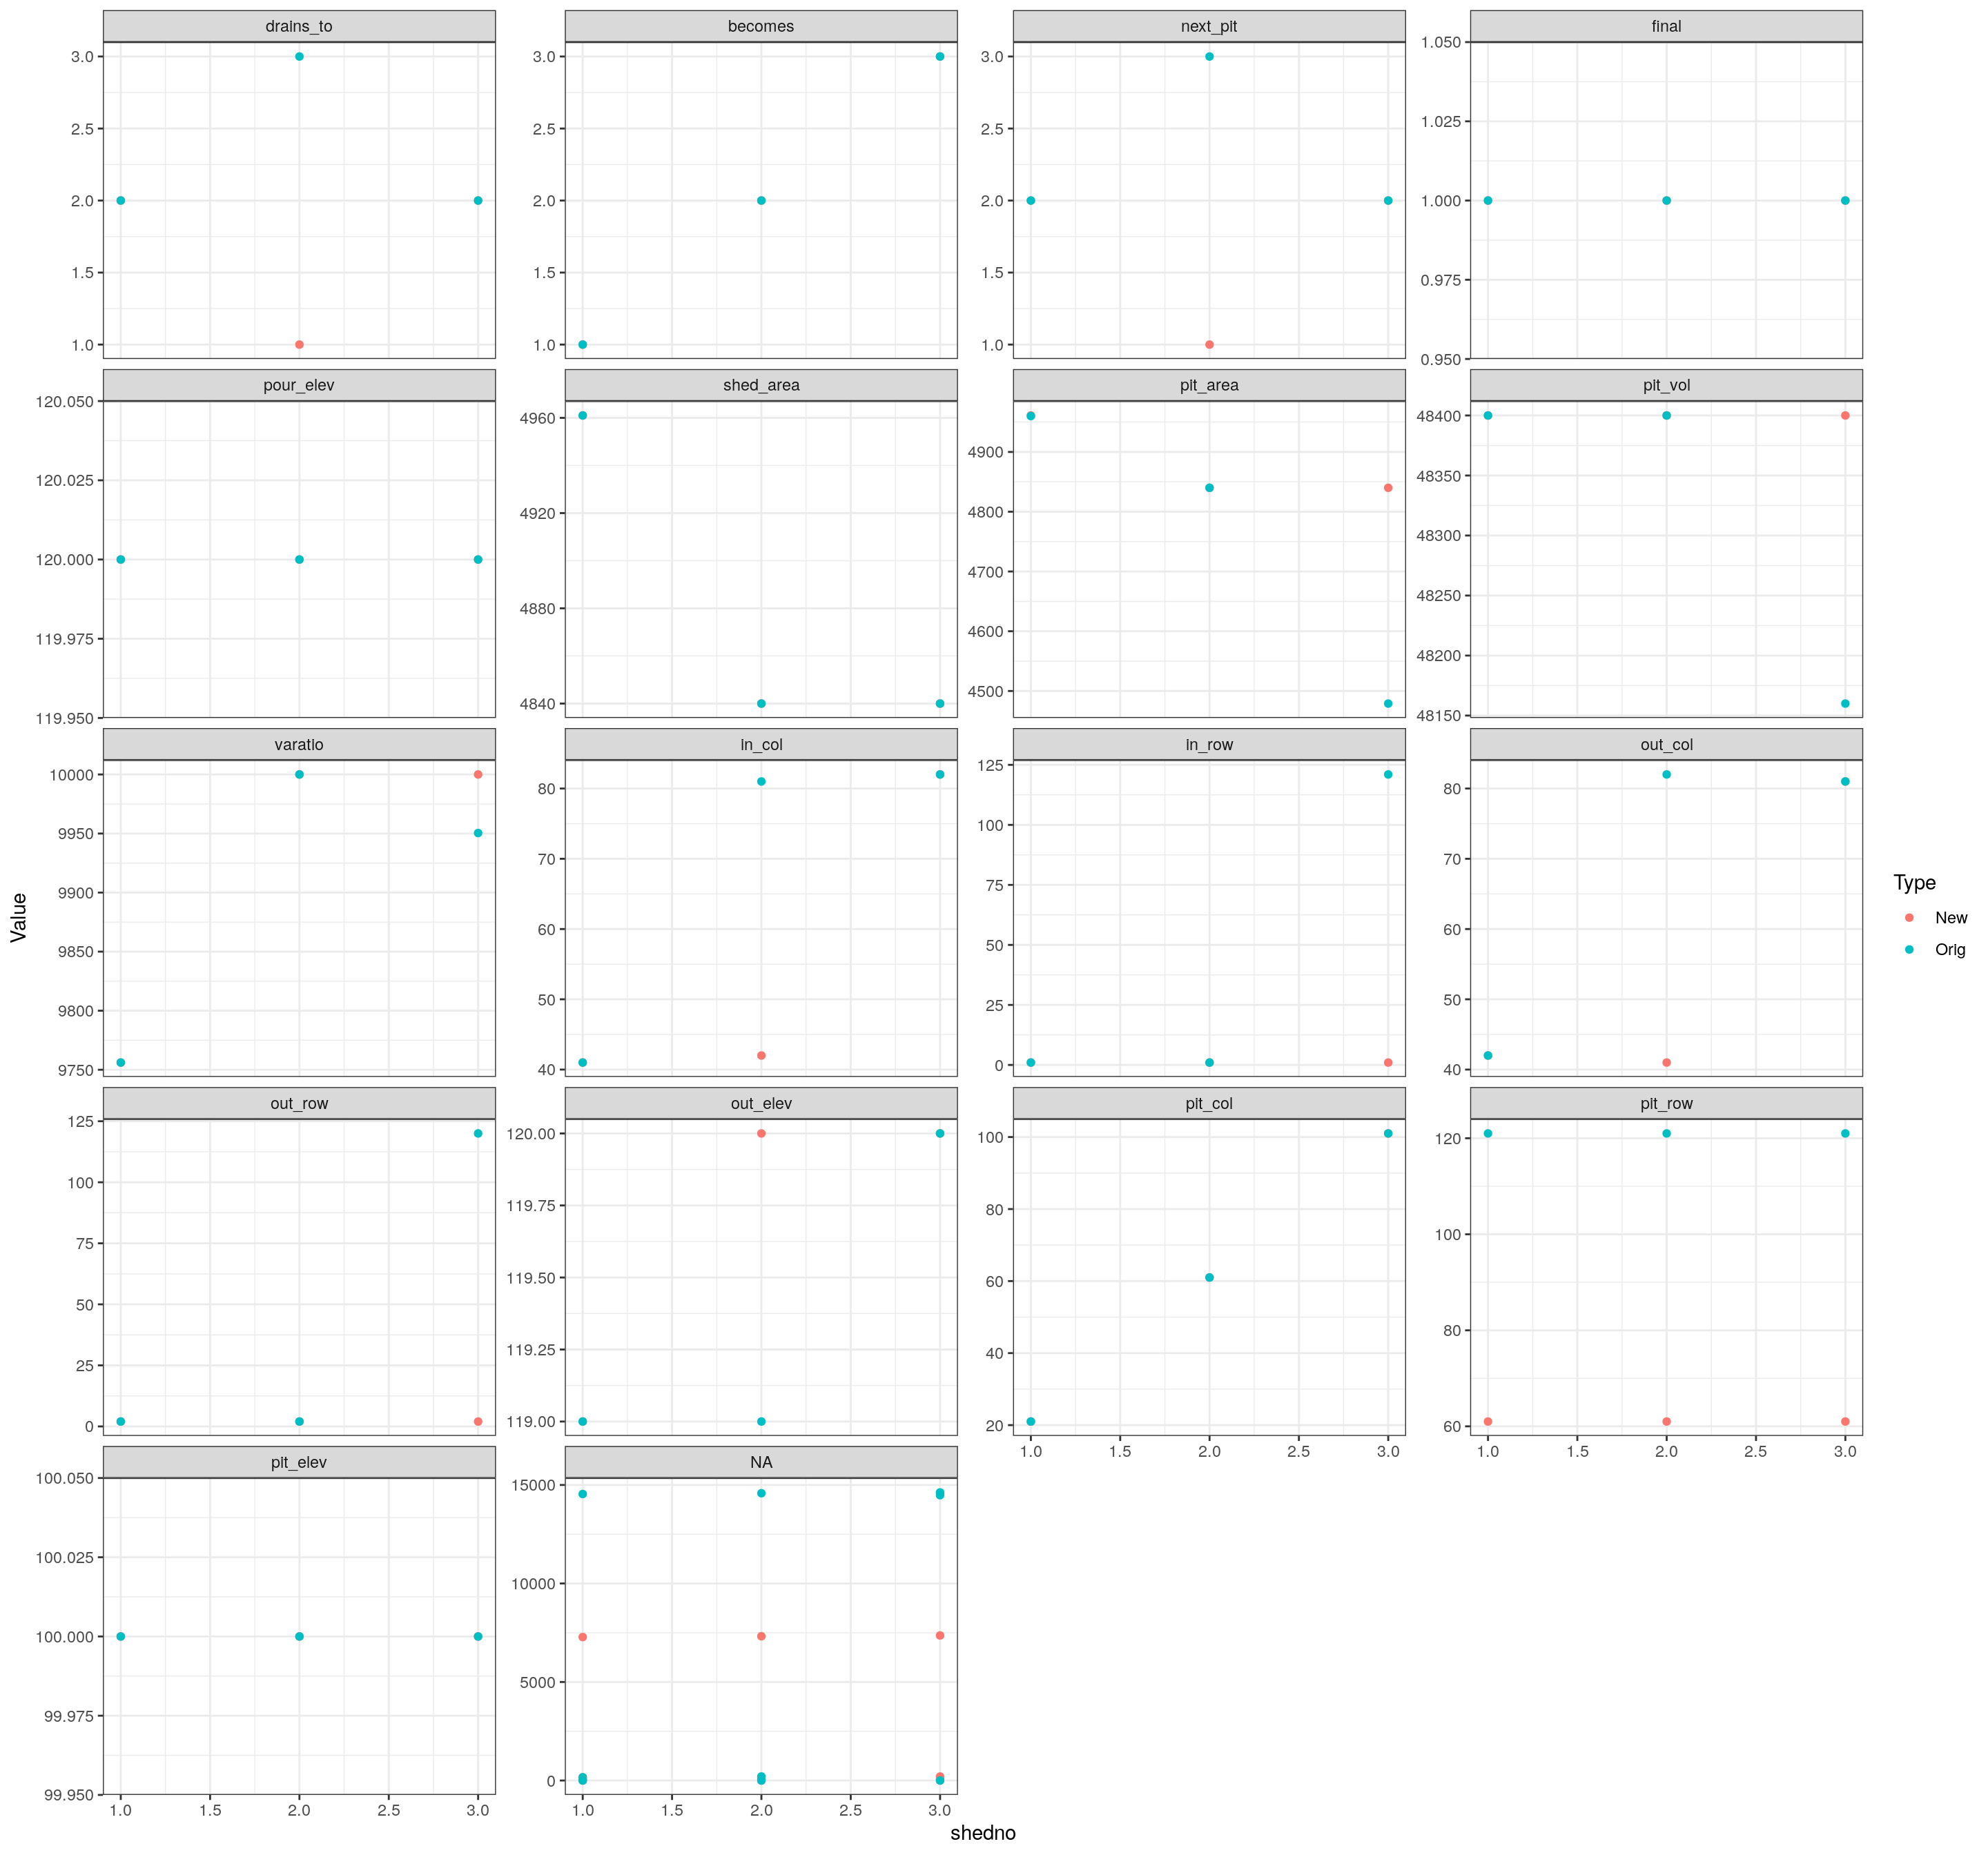 drains_to becomes next_pit final
3.0 3.0 3.0 1.050
2.5 2.5 2.5 1.025
2.0 2.0 2.0 1.000
1.5 1.5 1.5 0.975
1.0 1.0 1.0 0.950
pour_elev shed_area pit_area pit_vol
120.050 4960 4900 48400
120.025 4920 4800 48350
120.000 4880 4700 48300
119.975 4840 4600 48250
119.950 4500 48200
48150
varatio in_col in_row out_col
10000 80 125 80
9950 70 100 70
9900 60 75 60
9850 50 50 50
9800 40 25 40
9750 0
Value
Type
New
Orig
out_row out_elev pit_col pit_row
125 120.00 100 120
100 119.75 80 100
75 119.50 60 80
50 119.25 40 60
25 119.00 20
0
1.0 1.5 2.0 2.5 3.0 1.0 1.5 2.0 2.5 3.0
pit_elev NA
100.050 15000
100.025 10000
100.000 5000
99.975 0
99.950
1.0 1.5 2.0 2.5 3.0 1.0 1.5 2.0 2.5 3.0
shedno